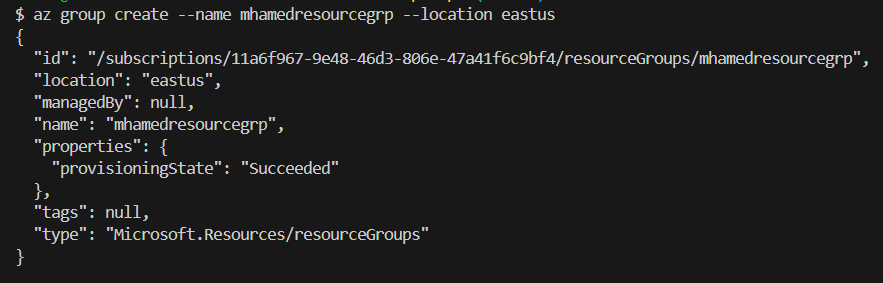 $ az group create --name mhamedresourcegrp --location eastus
{
  "id": "/subscriptions/11a6f967-9e48-46d3-806e-47a41f6c9bf4/resourceGroups/mhamedresourcegrp",
  "location": "eastus",
  "managedBy": null,
  "name": "mhamedresourcegrp",
  "properties": {
    "provisioningState": "Succeeded"
  },
  "tags": null,
  "type": "Microsoft.Resources/resourceGroups"
}